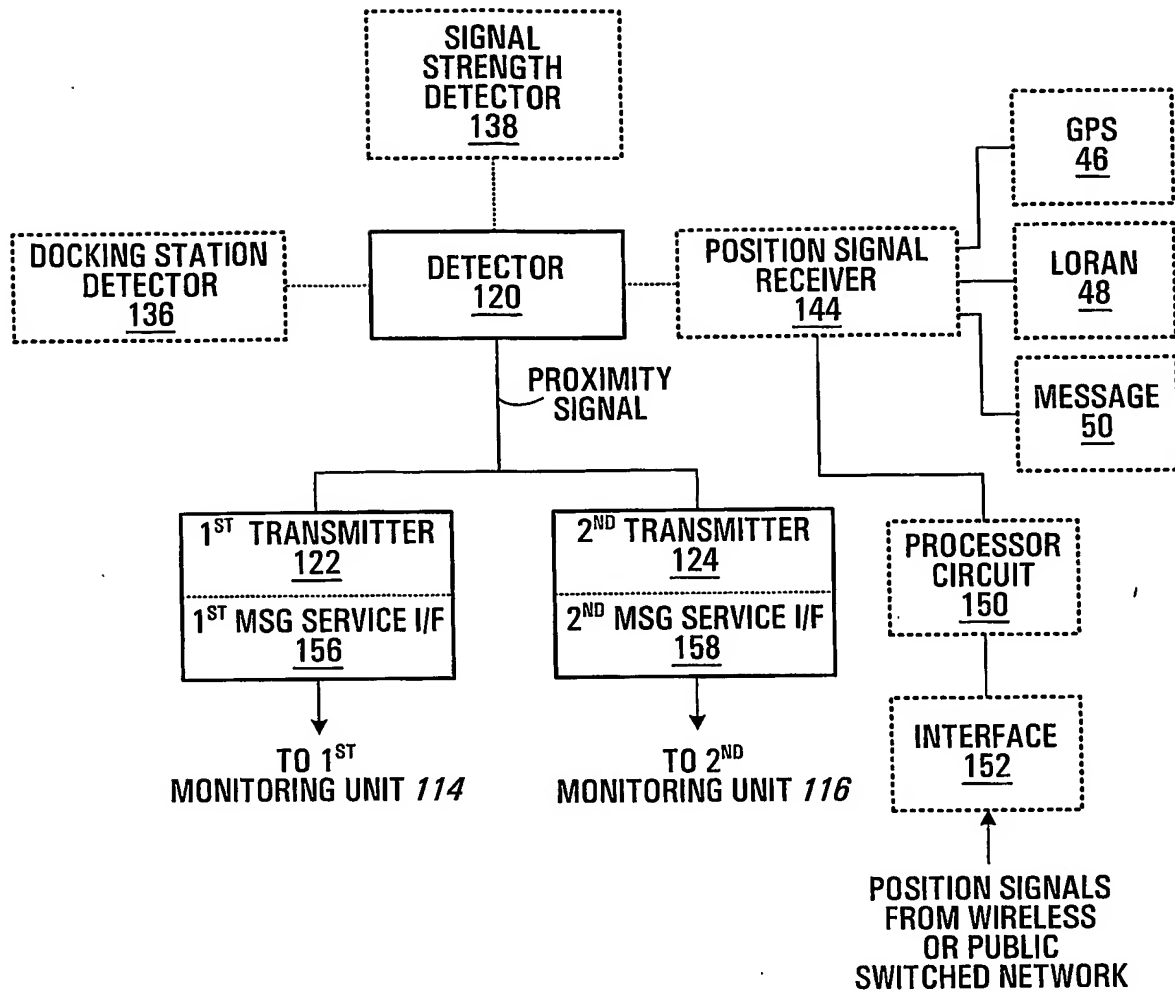 SIGNAL
STRENGTH
DETECTOR
138
GPS
46
DOCKING STATION
DETECTOR
136
DETECTOR
120
POSITION SIGNAL
RECEIVER
144
LORAN
48
MESSAGE
50
PROXIMITY
SIGNAL
1ST TRANSMITTER
122
1ST MSG SERVICE I/F
156
2ND TRANSMITTER
124
2ND MSG SERVICE I/F
158
PROCESSOR
CIRCUIT
150
TO 1ST
MONITORING UNIT 114
TO 2ND
MONITORING UNIT 116
INTERFACE
152
POSITION SIGNALS
FROM WIRELESS
OR PUBLIC
SWITCHED NETWORK